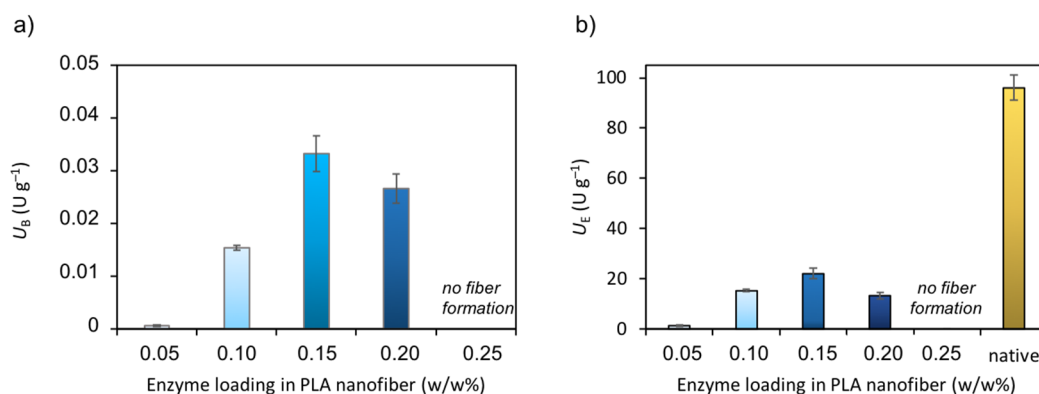 a)
0.05
0.04
0.03
0.02
0.01
0
U_B (U g⁻¹)
no fiber
formation
0.05 0.10 0.15 0.20 0.25
Enzyme loading in PLA nanofiber (w/w%)
b)
100
80
60
40
20
0
U_E (U g⁻¹)
no fiber
formation
0.05 0.10 0.15 0.20 0.25 native
Enzyme loading in PLA nanofiber (w/w%)